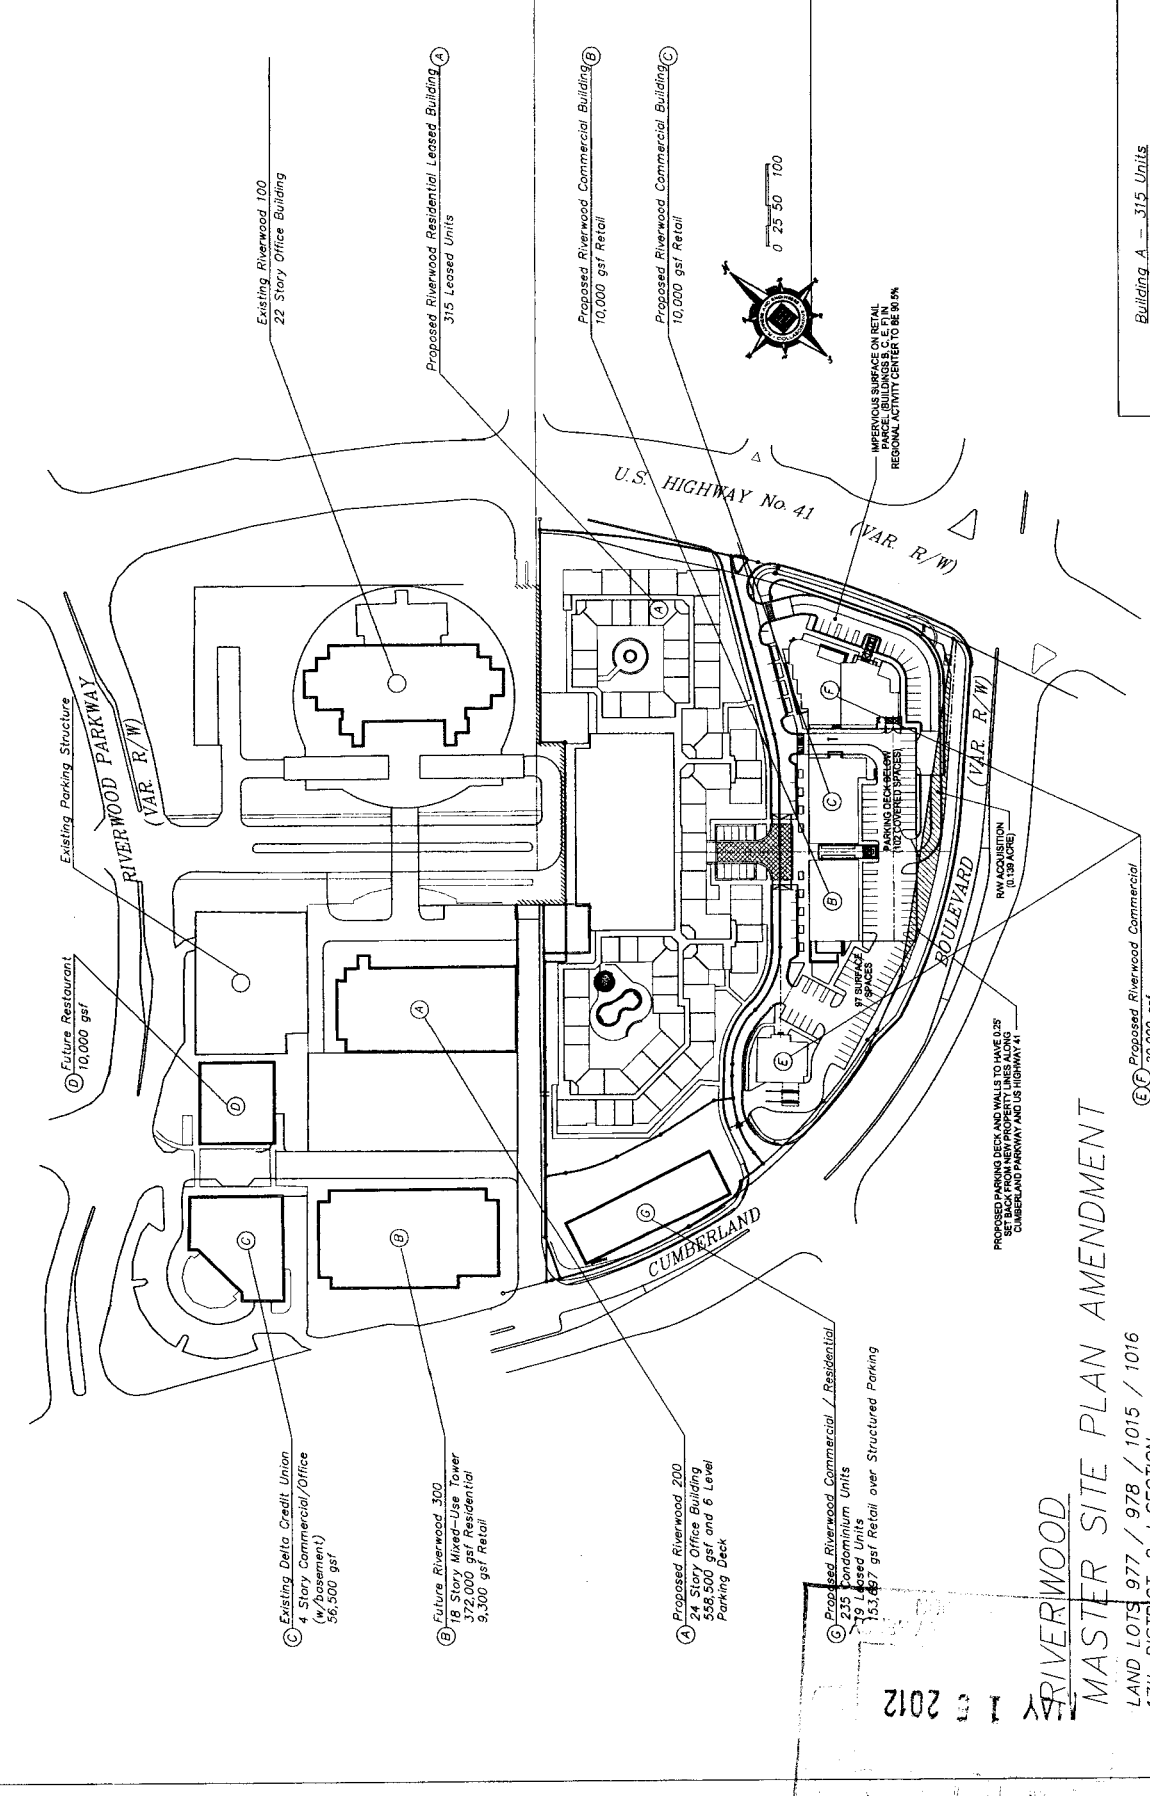 Existing Riverwood 100
22 Story Office Building
Proposed Riverwood Residential Leased Building A
315 Leased Units
Proposed Riverwood Commercial Building B
10,000 gsf Retail
Proposed Riverwood Commercial Building C
10,000 gsf Retail
0 25 50 100
IMPERVIOUS SURFACE ON RETAIL
PARCEL (BUILDINGS B, C, E, F) IN
REGIONAL ACTIVITY CENTER TO BE 90.5%
Building A - 315 Units
U.S. HIGHWAY No. 41 (VAR. R/W)
Existing Parking Structure
RIVERWOOD PARKWAY
(VAR. R/W)
D Future Restaurant
10,000 gsf
A
F
C
B
E
A
D
C
B
G
PARKING DECK BELOW
(102 COVERED SPACES)
97 SURFACE
SPACES
R/W ACQUISITION
(0.139 ACRE)
CUMBERLAND BOULEVARD (VAR. R/W)
PROPOSED PARKING DECK AND WALLS TO HAVE 0.25'
SET BACK FROM NEW PROPERTY LINES ALONG
CUMBERLAND PARKWAY AND US HIGHWAY 41
E F Proposed Riverwood Commercial
C Existing Delta Credit Union
4 Story Commercial/Office
(w/basement)
56,500 gsf
B Future Riverwood 300
18 Story Mixed-Use Tower
372,000 gsf Residential
9,300 gsf Retail
A Proposed Riverwood 200
24 Story Office Building
558,500 gsf and 6 Level
Parking Deck
G Proposed Riverwood Commercial / Residential
235 Condominium Units
79 Leased Units
153,897 gsf Retail over Structured Parking
RIVERWOOD
MASTER SITE PLAN AMENDMENT
LAND LOTS 977 / 978 / 1015 / 1016
MAY 1 2012